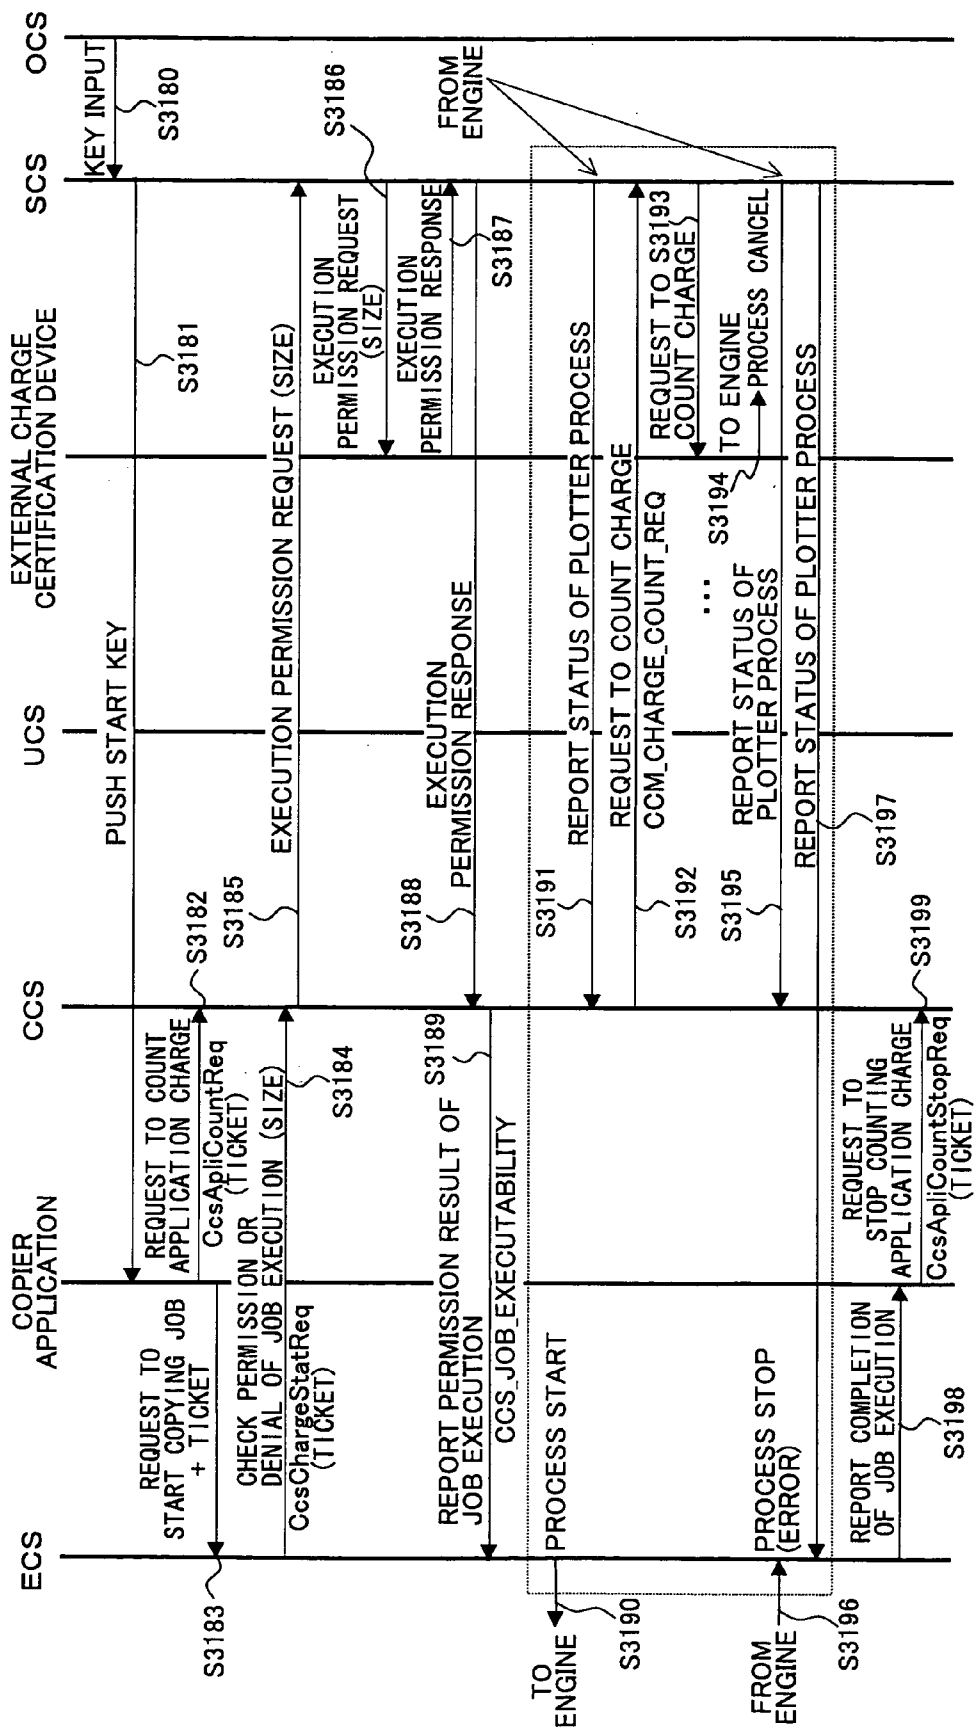 ECS
COPIER
APPLICATION
CCS
UCS
EXTERNAL CHARGE
CERTIFICATION DEVICE
SCS
OCS
KEY INPUT
S3180
PUSH START KEY
S3181
REQUEST TO COUNT
APPLICATION CHARGE
CcsApliCountReq
(TICKET)
S3182
REQUEST TO
START COPYING JOB
+ TICKET
S3183
CHECK PERMISSION OR
DENIAL OF JOB EXECUTION (SIZE)
CcsChargeStatReq
(TICKET)
S3184
S3185
EXECUTION PERMISSION REQUEST (SIZE)
EXECUTION
PERMISSION REQUEST
(SIZE)
S3186
EXECUTION
PERMISSION RESPONSE
S3187
S3188
EXECUTION
PERMISSION RESPONSE
REPORT PERMISSION RESULT OF
JOB EXECUTION
S3189
CCS_JOB_EXECUTABILITY
FROM
ENGINE
PROCESS START
TO
ENGINE
S3190
S3191
REPORT STATUS OF PLOTTER PROCESS
REQUEST TO COUNT CHARGE
CCM_CHARGE_COUNT_REQ
S3192
REQUEST TO
COUNT CHARGE
S3193
...
TO ENGINE
PROCESS CANCEL
S3194
REPORT STATUS OF
PLOTTER PROCESS
S3195
PROCESS STOP
(ERROR)
FROM
ENGINE
S3196
REPORT STATUS OF PLOTTER PROCESS
S3197
REPORT COMPLETION
OF JOB EXECUTION
S3198
REQUEST TO
STOP COUNTING
APPLICATION CHARGE
CcsApliCountStopReq
(TICKET)
S3199